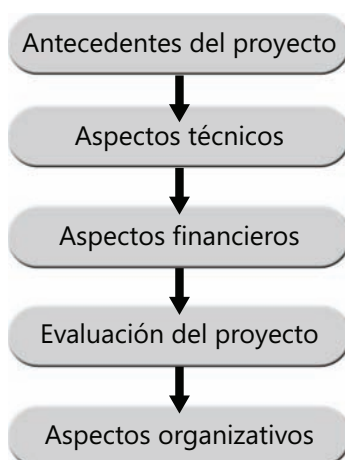 Antecedentes del proyecto
Aspectos técnicos
Aspectos financieros
Evaluación del proyecto
Aspectos organizativos